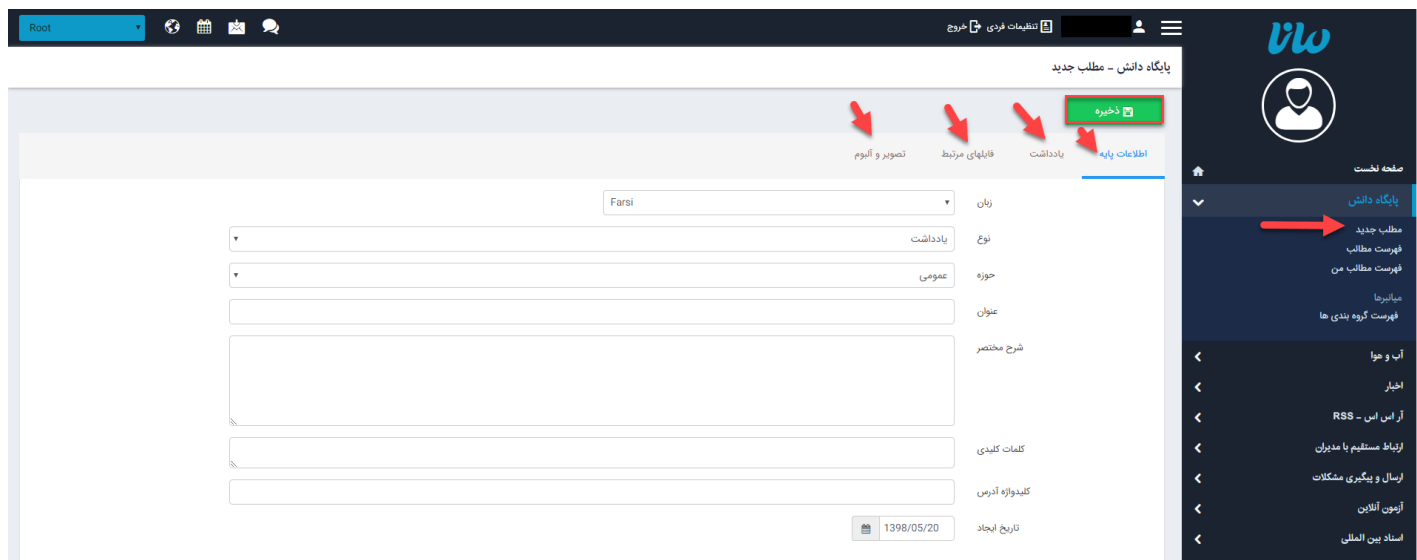 مانا
تنظیمات فردی خروج
Root
پایگاه دانش - مطلب جدید
ذخیره
اطلاعات پایه یادداشت فایلهای مرتبط تصویر و آلبوم
زبان Farsi
نوع یادداشت
حوزه عمومی
عنوان
شرح مختصر
کلمات کلیدی
کلیدواژه آدرس
تاریخ ایجاد 1398/05/20
صفحه نخست
پایگاه دانش
مطلب جدید
فهرست مطالب
فهرست مطالب من
میانبرها
فهرست گروه بندی ها
آب و هوا
اخبار
آر اس اس - RSS
ارتباط مستقیم با مدیران
ارسال و پیگیری مشکلات
آزمون آنلاین
اسناد بین المللی